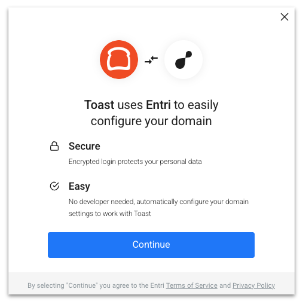 Toast uses Entri to easily
configure your domain
Secure
Encrypted login protects your personal data
Easy
No developer needed, automatically configure your domain
settings to work with Toast
Continue
By selecting "Continue" you agree to the Entri Terms of Service and Privacy Policy